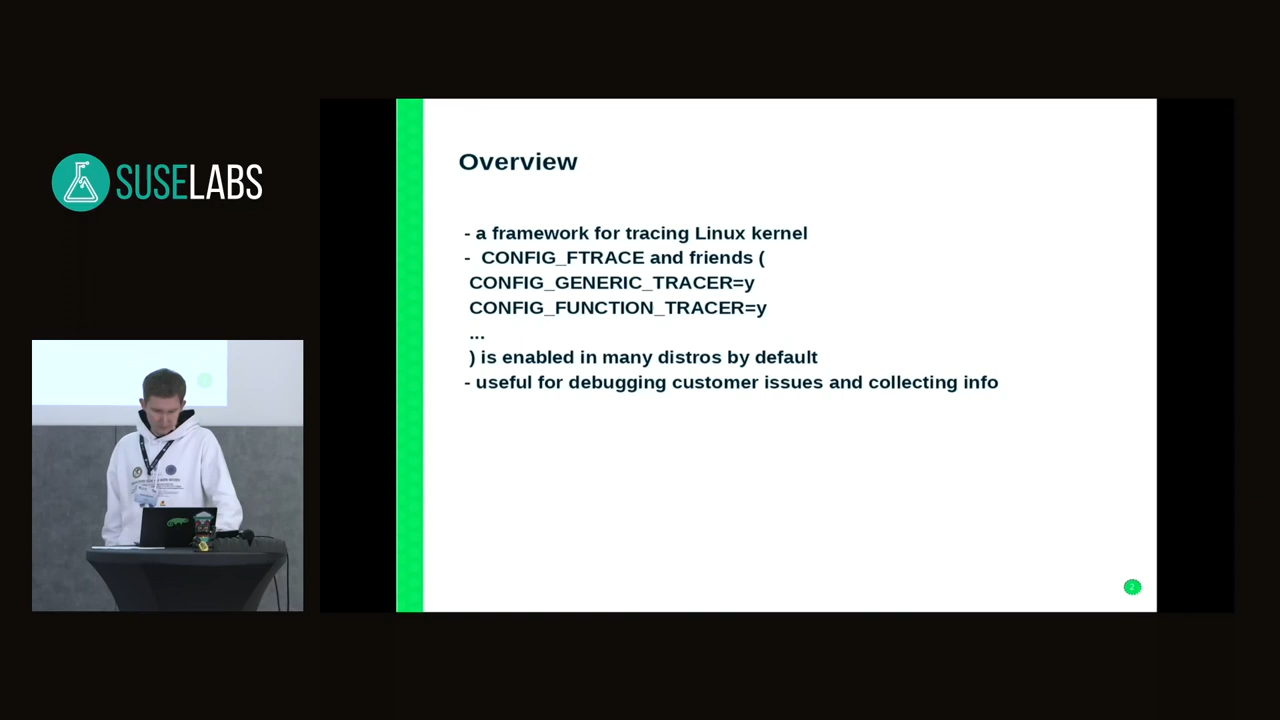 SUSELABS
Overview
- a framework for tracing Linux kernel
- CONFIG_FTRACE and friends (
CONFIG_GENERIC_TRACER=y
CONFIG_FUNCTION_TRACER=y
...
) is enabled in many distros by default
- useful for debugging customer issues and collecting info
2